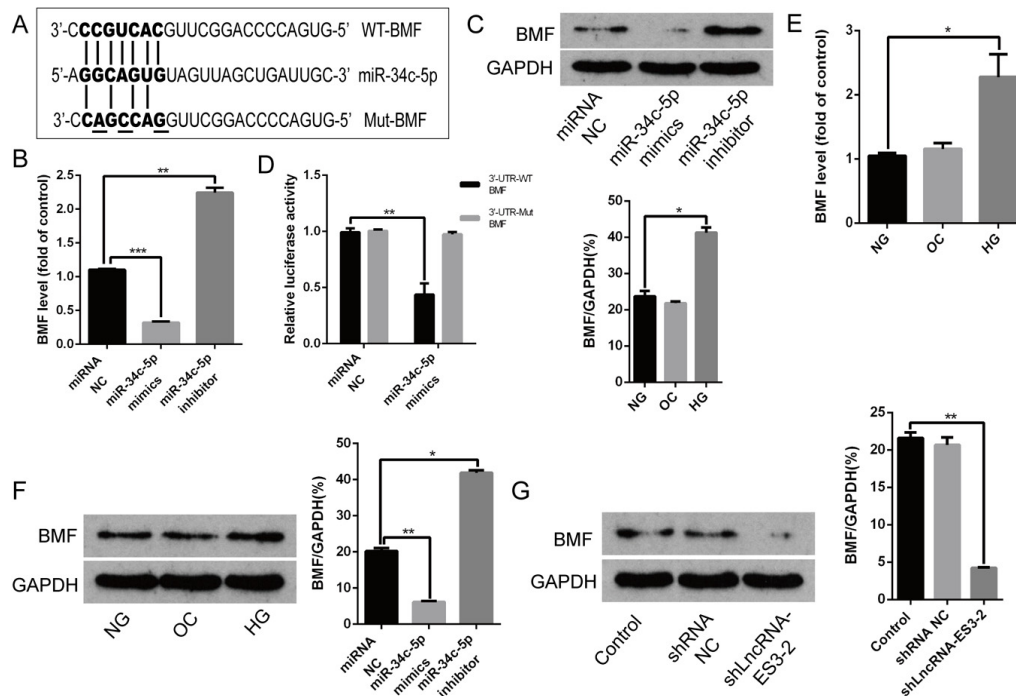 A
3'-CCCGUCACGUUCGGACCCCAGUG-5' WT-BMF
5'-AGGCAGUGUAGUUAGCUGAUUGC-3' miR-34c-5p
3'-CCAGCCAGGUUCGGACCCCAGUG-5' Mut-BMF
B
BMF level (fold of control)
2.5
2.0
1.5
1.0
0.5
0.0
**
***
miRNA
NC
miR-34c-5p
mimics
miR-34c-5p
inhibitor
D
Relative luciferase activity
1.5
1.0
0.5
0.0
**
3'-UTR-WT
BMF
3'-UTR-Mut
BMF
miRNA
NC
miR-34c-5p
mimics
C
BMF
GAPDH
miRNA
NC
miR-34c-5p
mimics
miR-34c-5p
inhibitor
BMF/GAPDH(%)
50
40
30
20
10
0
*
NG
OC
HG
E
BMF level (fold of control)
3
2
1
0
*
NG
OC
HG
F
BMF
GAPDH
NG
OC
HG
BMF/GAPDH(%)
50
40
30
20
10
0
*
**
miRNA
NC
miR-34c-5p
mimics
miR-34c-5p
inhibitor
G
BMF
GAPDH
Control
shRNA
NC
shLncRNA-
ES3-2
BMF/GAPDH(%)
25
20
15
10
5
0
**
Control
shRNA NC
shLncRNA-ES3-2